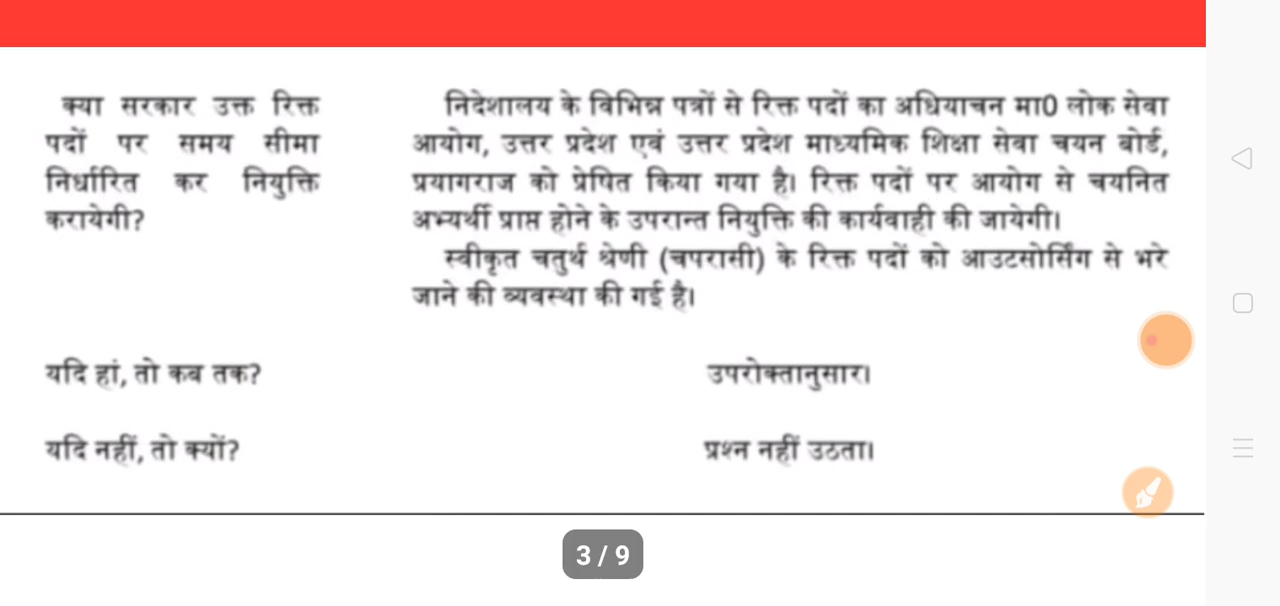 क्या सरकार उक्त रिक्त
पदों पर समय सीमा
निर्धारित कर नियुक्ति
करायेगी?
निदेशालय के विभिन्न पत्रों से रिक्त पदों का अधियाचन मा0 लोक सेवा
आयोग, उत्तर प्रदेश एवं उत्तर प्रदेश माध्यमिक शिक्षा सेवा चयन बोर्ड,
प्रयागराज को प्रेषित किया गया है। रिक्त पदों पर आयोग से चयनित
अभ्यर्थी प्राप्त होने के उपरान्त नियुक्ति की कार्यवाही की जायेगी।
स्वीकृत चतुर्थ श्रेणी (चपरासी) के रिक्त पदों को आउटसोर्सिंग से भरे
जाने की व्यवस्था की गई है।
यदि हां, तो कब तक?
उपरोक्तानुसार।
यदि नहीं, तो क्यों?
प्रश्न नहीं उठता।
3 / 9